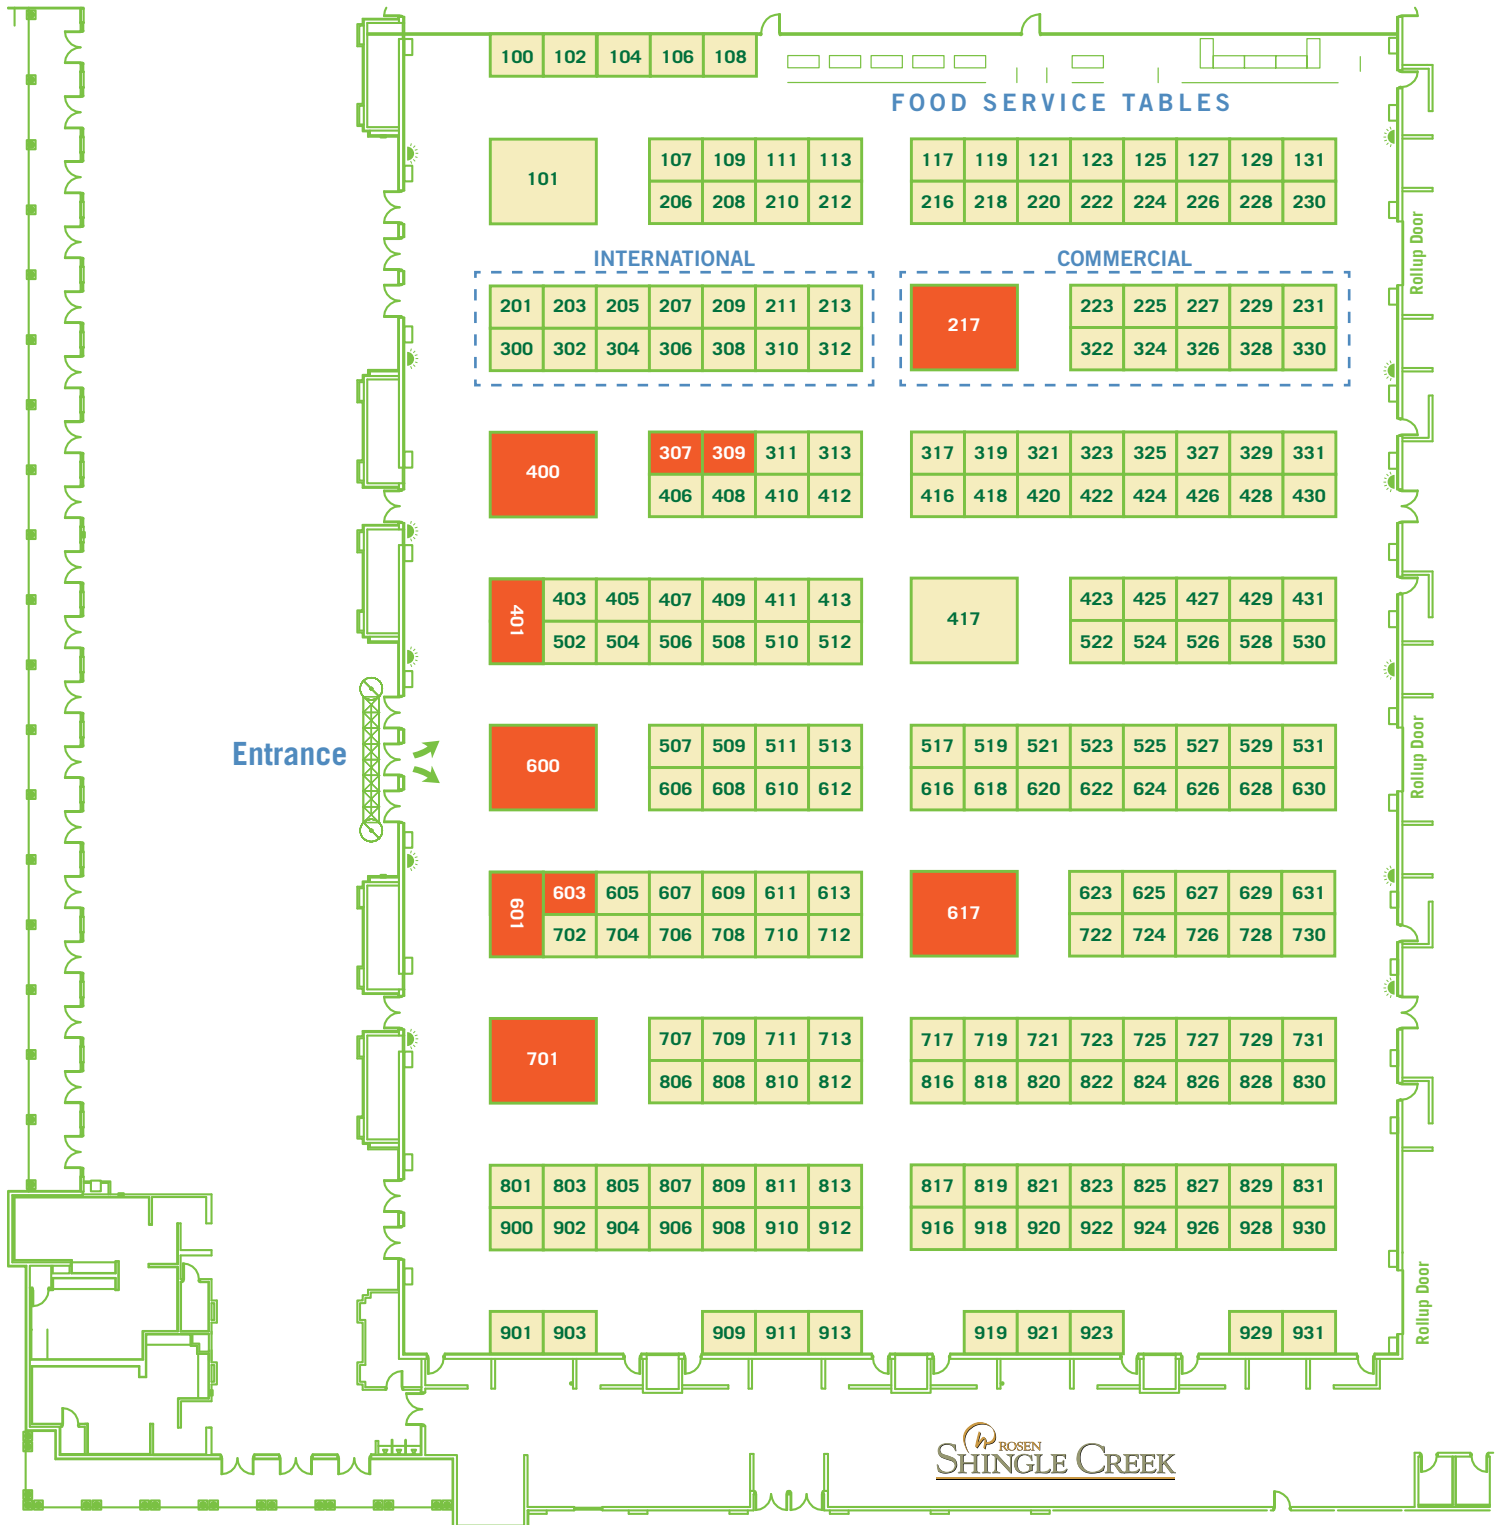 100 102 104 106 108
FOOD SERVICE TABLES
101
107 109 111 113
117 119 121 123 125 127 129 131
206 208 210 212
216 218 220 222 224 226 228 230
Rollup Door
INTERNATIONAL
COMMERCIAL
201 203 205 207 209 211 213
300 302 304 306 308 310 312
217
223 225 227 229 231
322 324 326 328 330
400
307 309 311 313
406 408 410 412
317 319 321 323 325 327 329 331
416 418 420 422 424 426 428 430
401
403 405 407 409 411 413
502 504 506 508 510 512
417
423 425 427 429 431
522 524 526 528 530
Entrance
600
507 509 511 513
606 608 610 612
517 519 521 523 525 527 529 531
616 618 620 622 624 626 628 630
Rollup Door
601
603 605 607 609 611 613
702 704 706 708 710 712
617
623 625 627 629 631
722 724 726 728 730
701
707 709 711 713
806 808 810 812
717 719 721 723 725 727 729 731
816 818 820 822 824 826 828 830
801 803 805 807 809 811 813
900 902 904 906 908 910 912
817 819 821 823 825 827 829 831
916 918 920 922 924 926 928 930
Rollup Door
901 903
909 911 913
919 921 923
929 931
ROSEN
SHINGLE CREEK